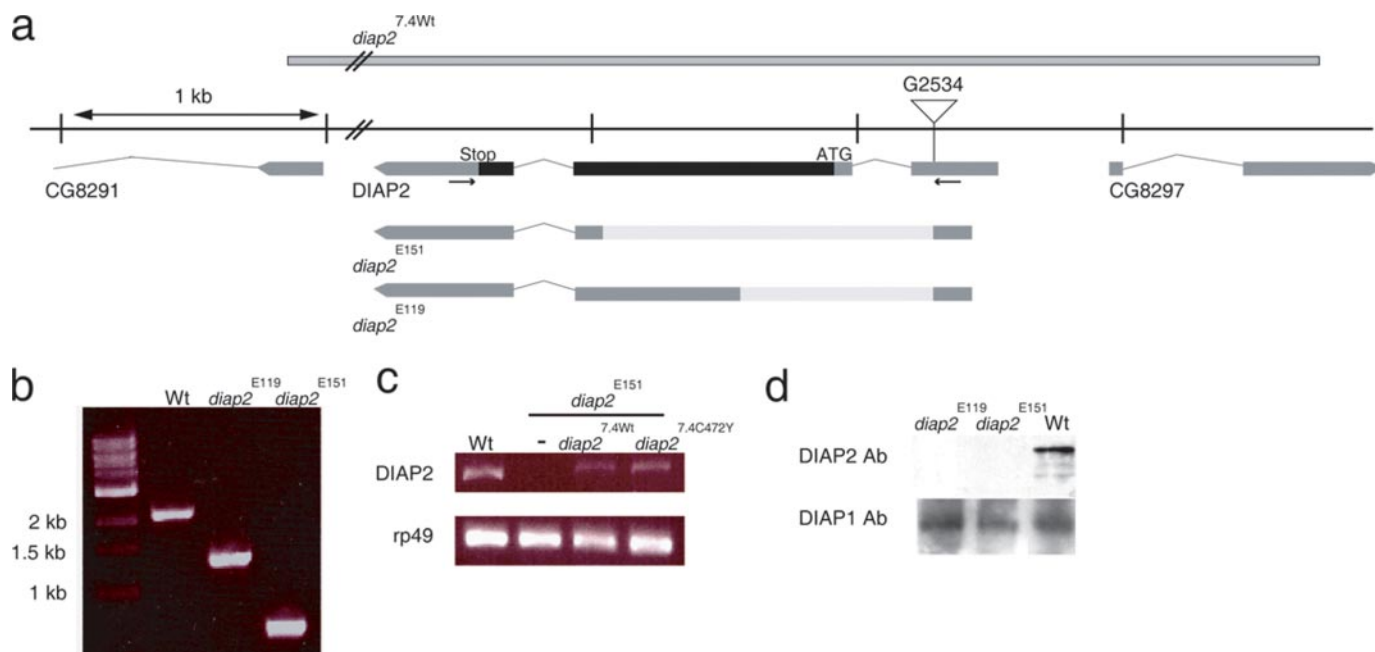 a
diap2 7.4Wt
1 kb
G2534
Stop
ATG
CG8291
DIAP2
CG8297
diap2 E151
diap2 E119
b
Wt diap2 E119 diap2 E151
2 kb
1.5 kb
1 kb
c
diap2 E151
Wt - diap2 7.4Wt diap2 7.4C472Y
DIAP2
rp49
d
diap2 E119 diap2 E151 Wt
DIAP2 Ab
DIAP1 Ab